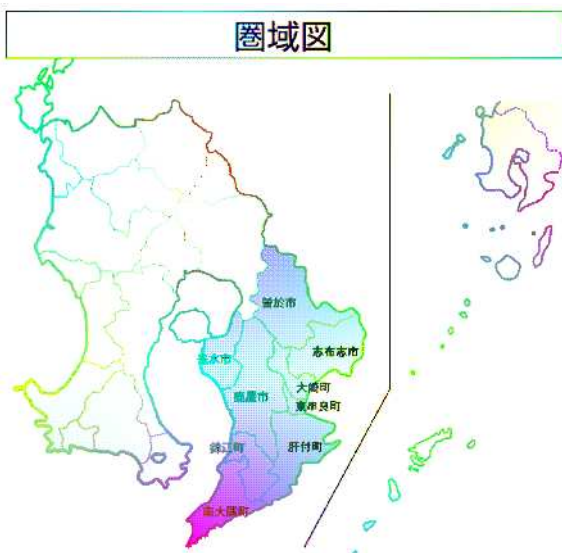 圏域図
曽於市
志布志市
垂水市
大崎町
鹿屋市
東串良町
錦江町
肝付町
南大隅町